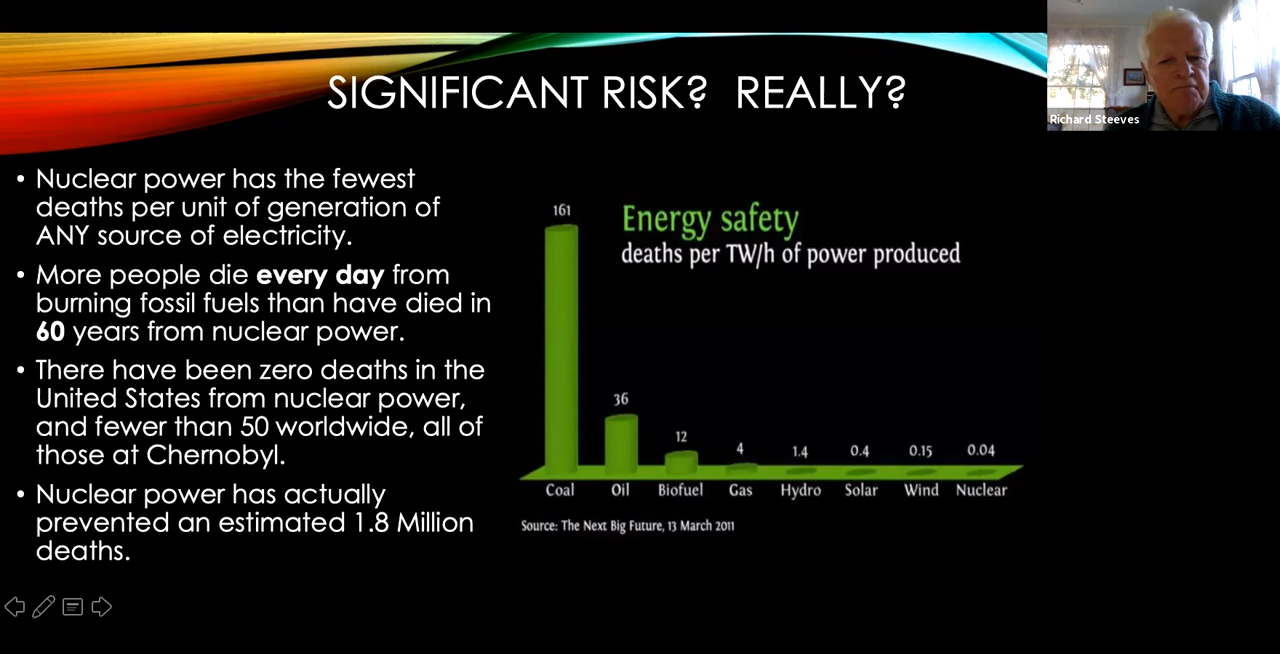 SIGNIFICANT RISK?  REALLY?
Richard Steeves
• Nuclear power has the fewest
deaths per unit of generation of
ANY source of electricity.
• More people die every day from
burning fossil fuels than have died in
60 years from nuclear power.
• There have been zero deaths in the
United States from nuclear power,
and fewer than 50 worldwide, all of
those at Chernobyl.
• Nuclear power has actually
prevented an estimated 1.8 Million
deaths.
Energy safety
deaths per TW/h of power produced
161
36
12
4
1.4
0.4
0.15
0.04
Coal
Oil
Biofuel
Gas
Hydro
Solar
Wind
Nuclear
Source: The Next Big Future, 13 March 2011